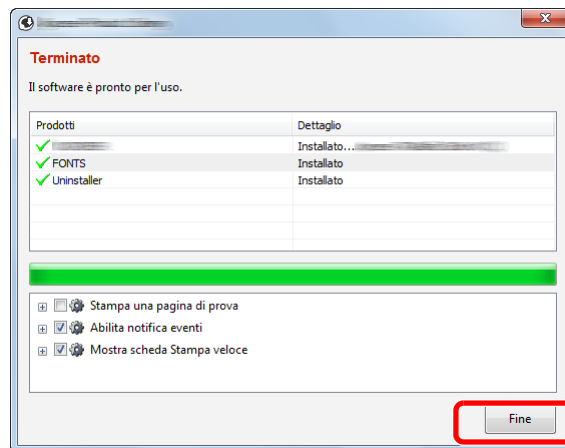 Terminato
Il software è pronto per l'uso.
Prodotti Dettaglio
Installato...
FONTS Installato
Uninstaller Installato
Stampa una pagina di prova
Abilita notifica eventi
Mostra scheda Stampa veloce
Fine